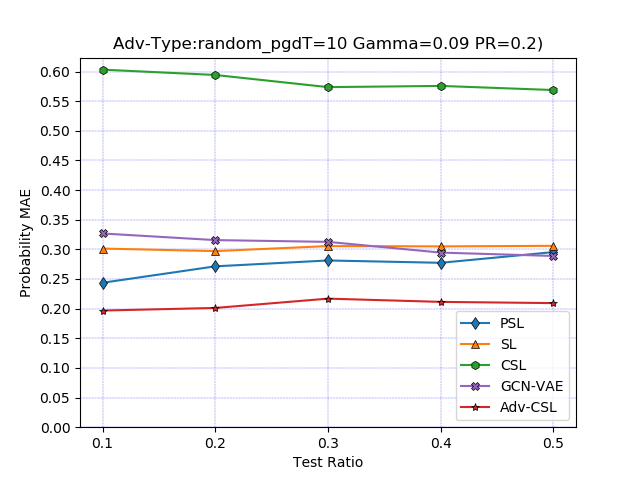 Adv-Type:random_pgdT=10 Gamma=0.09 PR=0.2)
Probability MAE
0.60
0.55
0.50
0.45
0.40
0.35
0.30
0.25
0.20
0.15
0.10
0.05
0.00
PSL
SL
CSL
GCN-VAE
Adv-CSL
0.1 0.2 0.3 0.4 0.5
Test Ratio